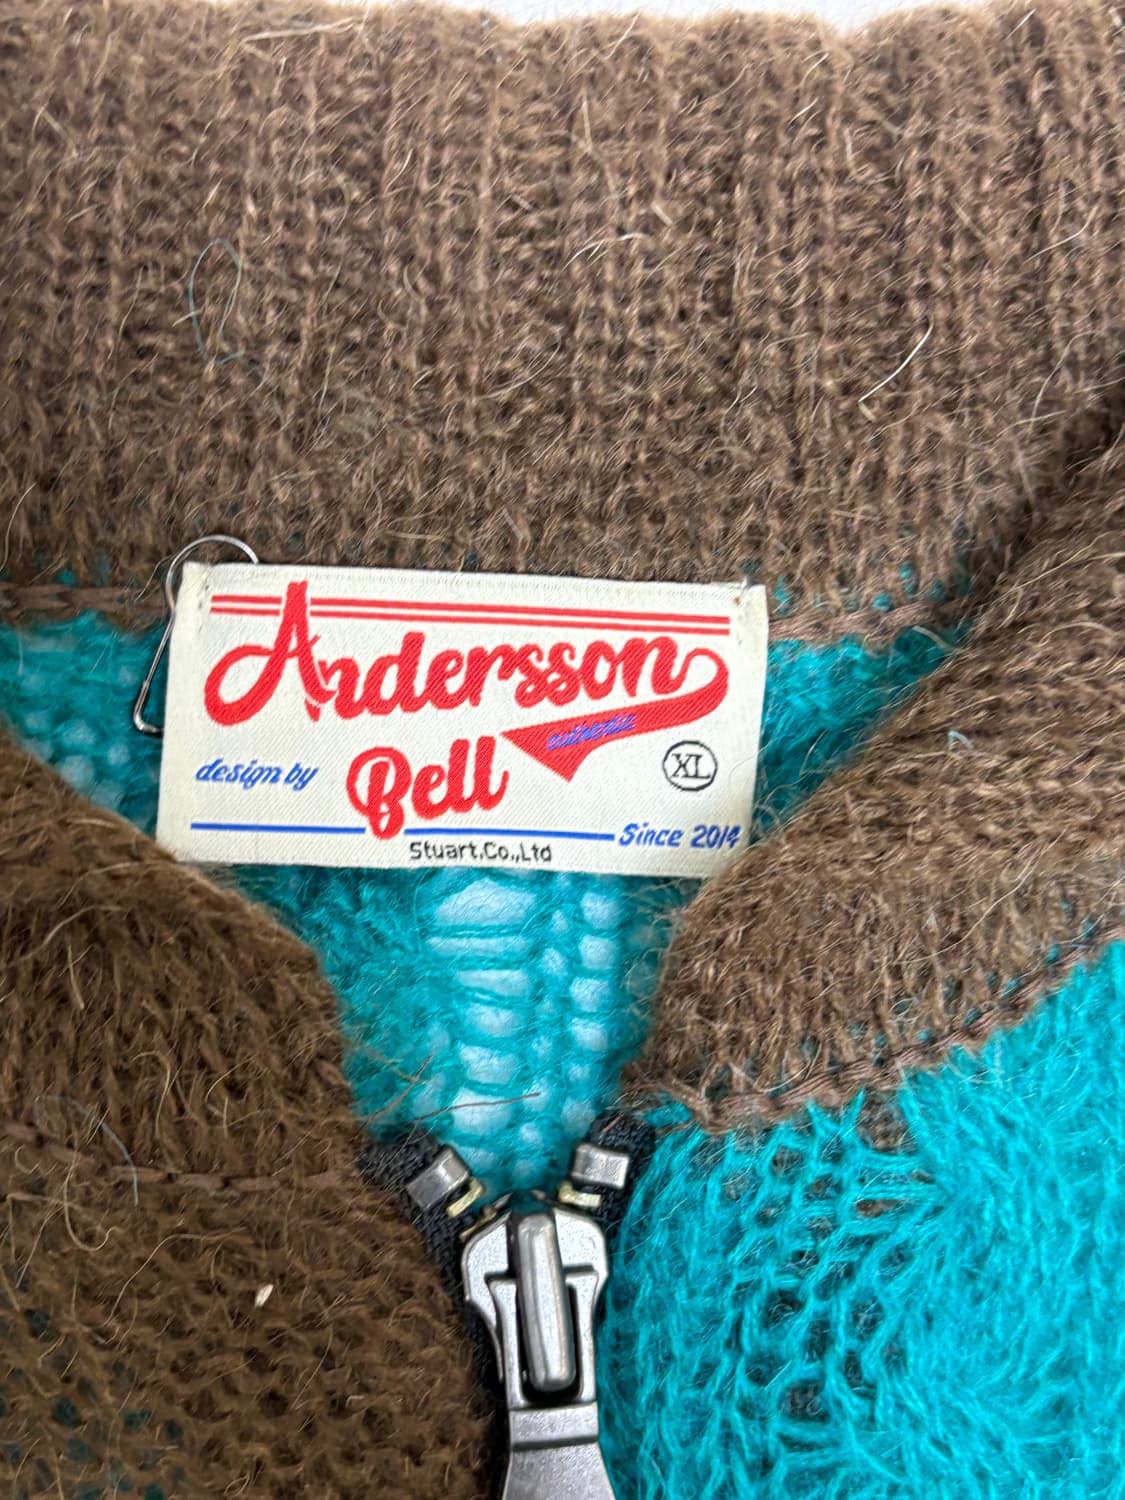 Andersson
authentic
design by Bell
XL
Since 2014
Stuart.Co.,Ltd